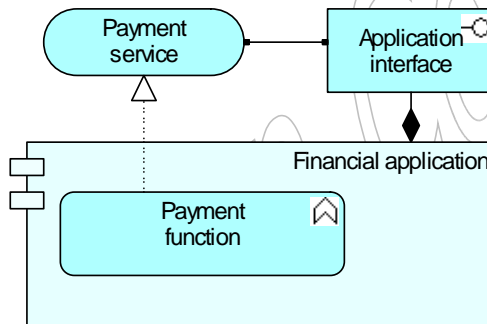 Payment
service
Application
interface
Financial application
Payment
function